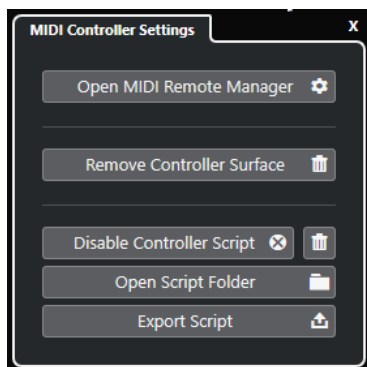 MIDI Controller Settings
X
Open MIDI Remote Manager
Remove Controller Surface
Disable Controller Script
Open Script Folder
Export Script